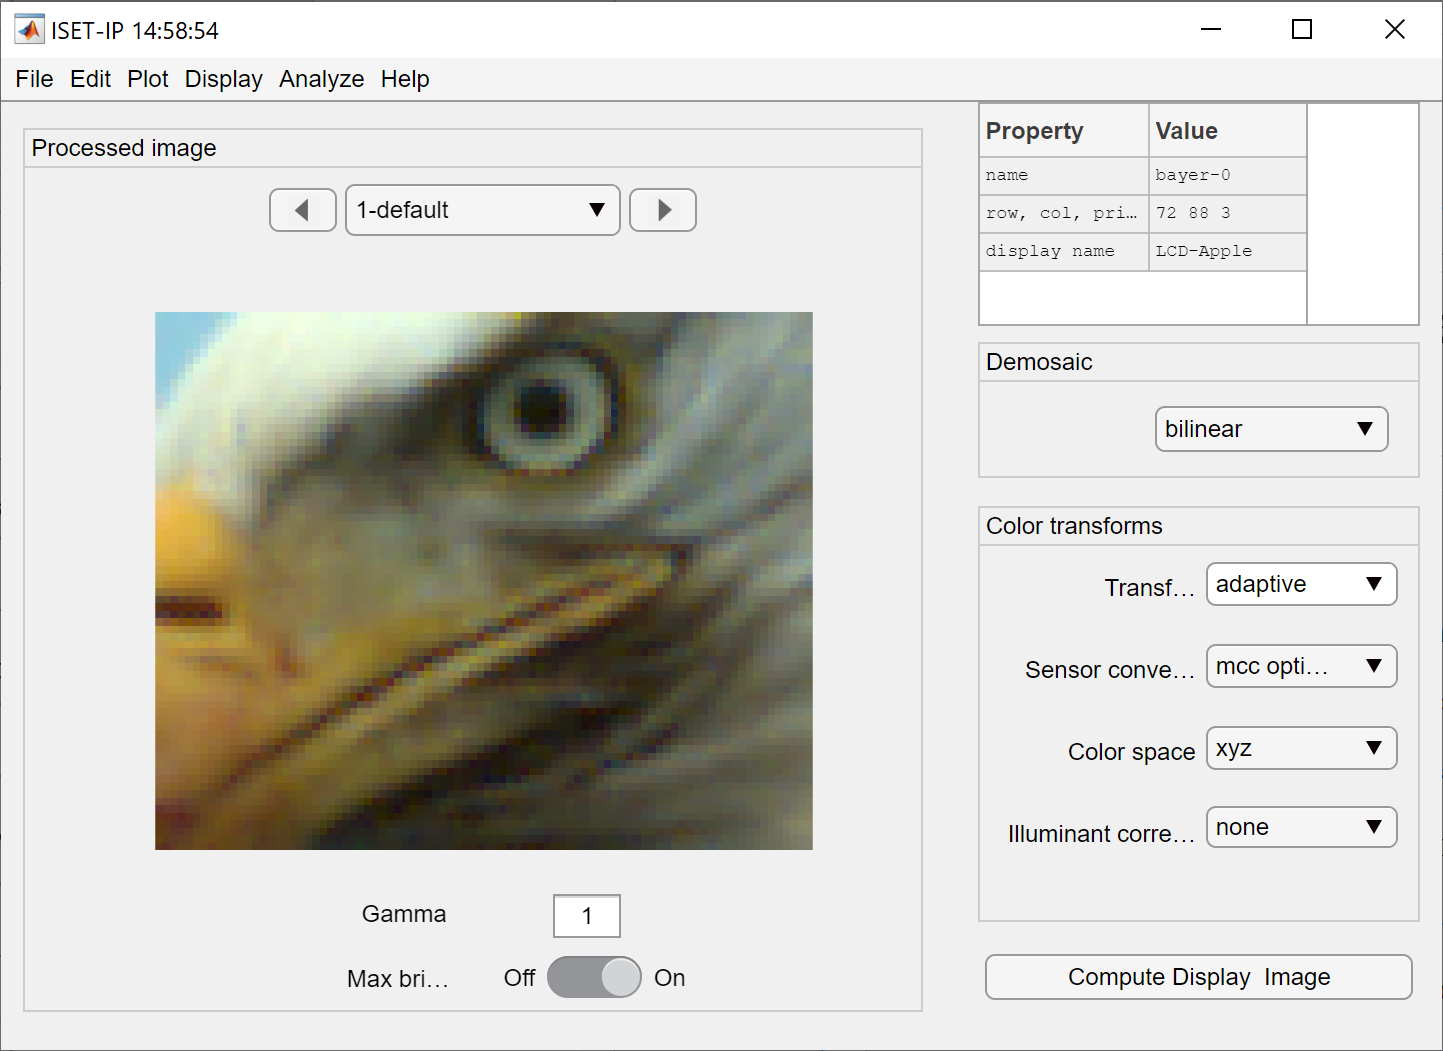 ISET-IP 14:58:54
File Edit Plot Display Analyze Help
Processed image
1-default
Gamma 1
Max bri... Off On
Property Value
name bayer-0
row, col, pri... 72 88 3
display name LCD-Apple
Demosaic
bilinear
Color transforms
Transf... adaptive
Sensor conve... mcc opti...
Color space xyz
Illuminant corre... none
Compute Display Image